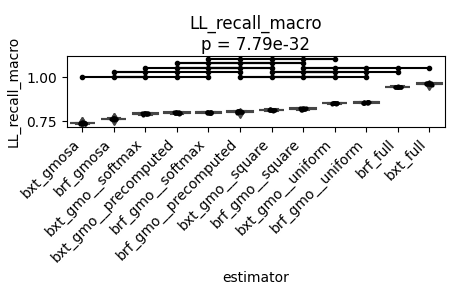 LL_recall_macro
p = 7.79e-32
LL_recall_macro
1.00
0.75
bxt_gmosa
brf_gmosa
bxt_gmo__softmax
bxt_gmo__precomputed
brf_gmo__softmax
brf_gmo__precomputed
bxt_gmo__square
brf_gmo__square
bxt_gmo__uniform
brf_gmo__uniform
brf_full
bxt_full
estimator